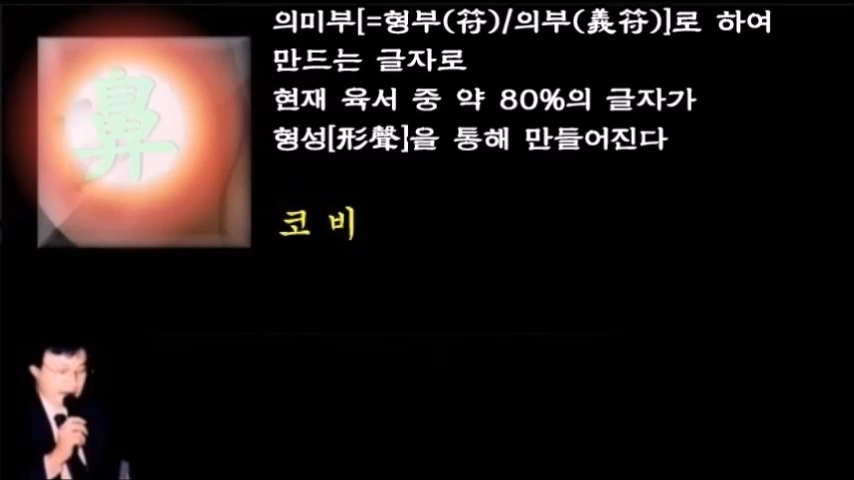 의미부[=형부(符)/의부(義符)]로 하여
만드는 글자로
현재 육서 중 약 80%의 글자가
형성[形聲]을 통해 만들어진다
鼻
코 비